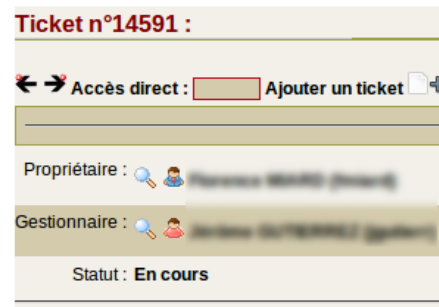 Ticket n°14591 :
Accès direct : Ajouter un ticket
Propriétaire :
Gestionnaire :
Statut : En cours